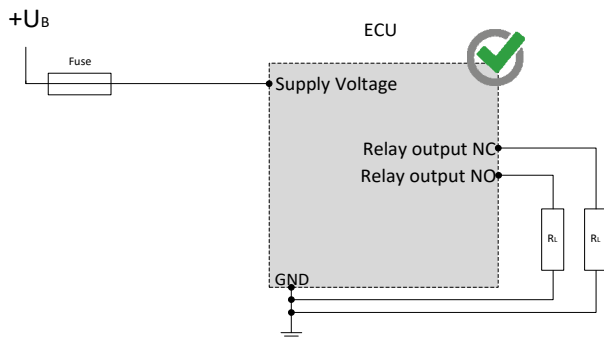 +UB
ECU
Fuse
Supply Voltage
Relay output NC
Relay output NO
RL
RL
GND